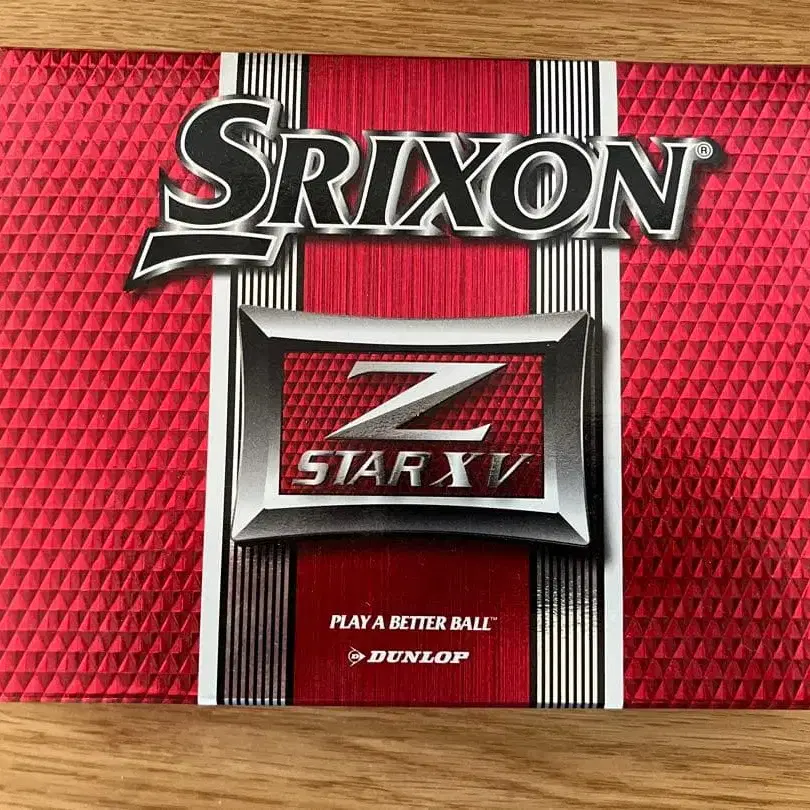 SRIXON®
Z
STAR XV
PLAY A BETTER BALL™
DUNLOP